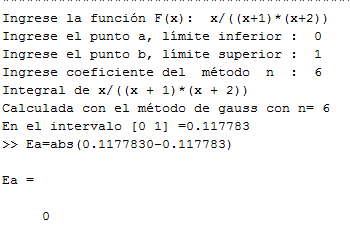 Ingrese la función F(x): x/((x+1)*(x+2))
Ingrese el punto a, límite inferior : 0
Ingrese el punto b, límite superior : 1
Ingrese coeficiente del método n : 6
Integral de x/((x + 1)*(x + 2))
Calculada con el método de gauss con n= 6
En el intervalo [0 1] =0.117783
>> Ea=abs(0.1177830-0.117783)
Ea =
0